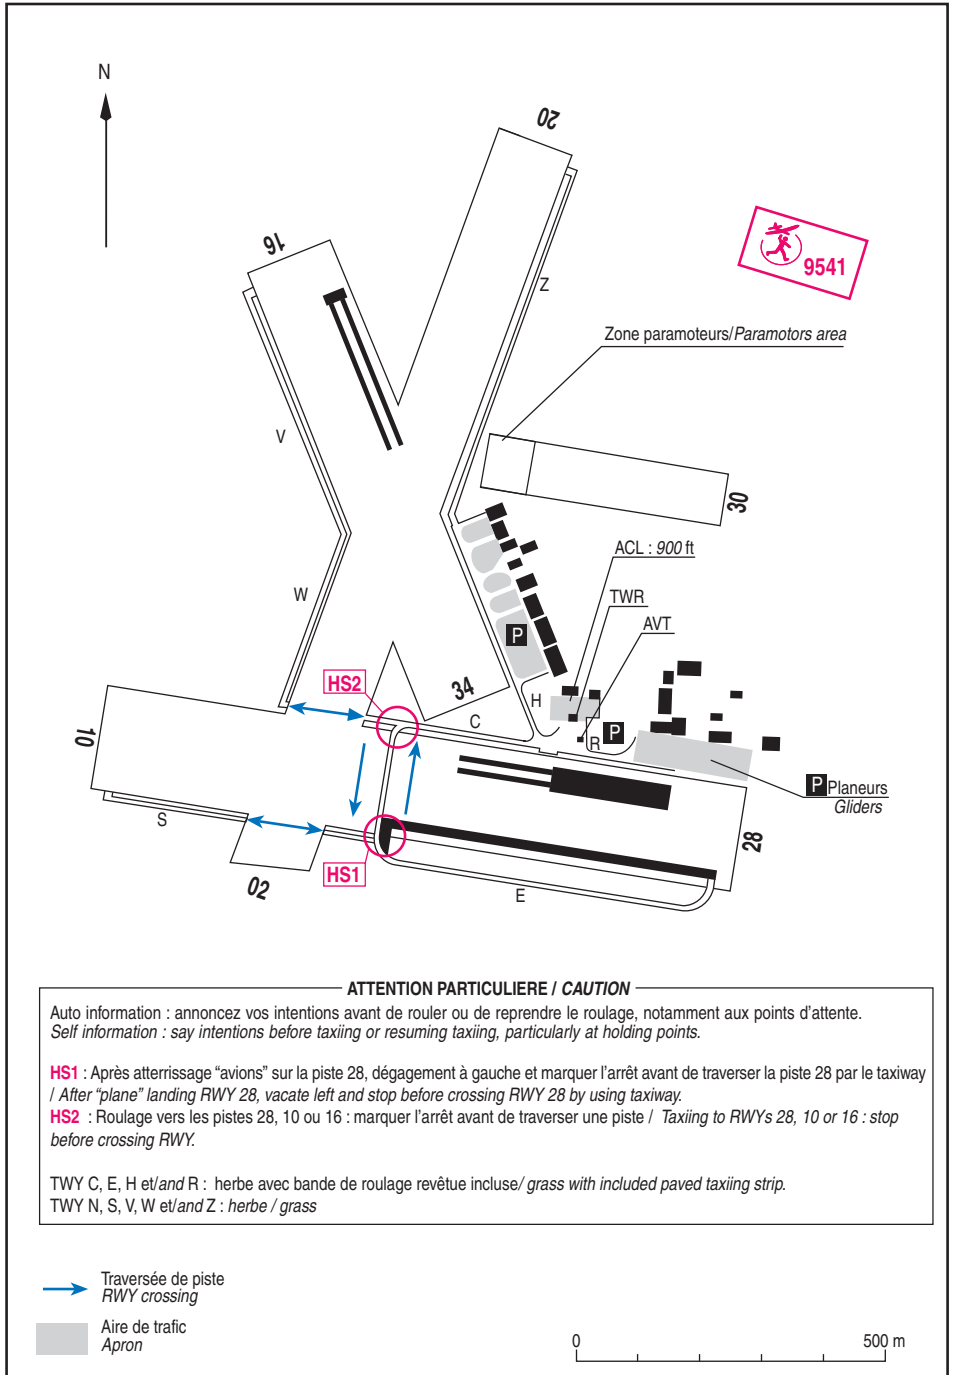 N
20
16
9541
Z
Zone paramoteurs/Paramotors area
V
30
ACL : 900 ft
W
TWR
AVT
P
HS2
34
H
C
R
P
10
P Planeurs
Gliders
S
28
HS1
02
E
ATTENTION PARTICULIERE / CAUTION
Auto information : annoncez vos intentions avant de rouler ou de reprendre le roulage, notamment aux points d'attente.
Self information : say intentions before taxiing or resuming taxiing, particularly at holding points.
HS1 : Après atterrissage “avions” sur la piste 28, dégagement à gauche et marquer l'arrêt avant de traverser la piste 28 par le taxiway
/ After “plane” landing RWY 28, vacate left and stop before crossing RWY 28 by using taxiway.
HS2 : Roulage vers les pistes 28, 10 ou 16 : marquer l'arrêt avant de traverser une piste / Taxiing to RWYs 28, 10 or 16 : stop
before crossing RWY.
TWY C, E, H et/and R : herbe avec bande de roulage revêtue incluse/ grass with included paved taxiing strip.
TWY N, S, V, W et/and Z : herbe / grass
Traversée de piste
RWY crossing
Aire de trafic
Apron
0 500 m